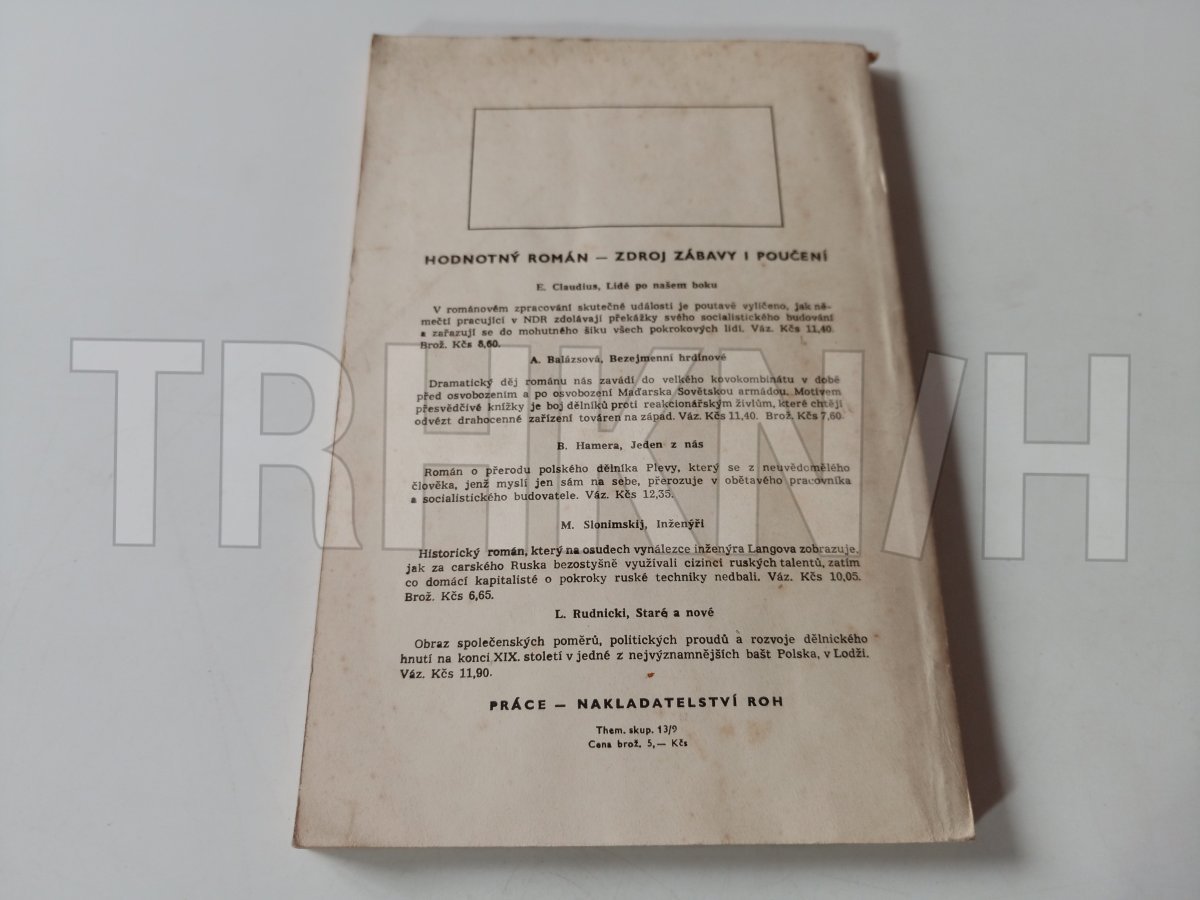 HODNOTNÝ ROMÁN — ZDROJ ZÁBAVY I POUČENÍ
E. Claudius, Lidé po našem boku
V románovém zpracování skutečné události je poutavě vylíčeno, jak ně-
mečtí pracující v NDR zdolávají překážky svého socialistického budování
a zařazují se do mohutného šiku všech pokrokových lidí. Váz. Kčs 11,40.
Brož. Kčs 8,60.
A. Balázsová, Bezejmenní hrdinové
Dramatický děj románu nás zavádí do velkého kovokombinátu v době
před osvobozením a po osvobození Maďarska Sovětskou armádou. Motivem
přesvědčivé knížky je boj dělníků proti reakcionářským živlům, které chtějí
odvézt drahocenné zařízení továren na západ. Váz. Kčs 11,40. Brož. Kčs 7,60.
B. Hamera, Jeden z nás
Román o přerodu polského dělníka Plevy, který se z neuvědomělého
člověka, jenž myslí jen sám na sebe, přerozuje v obětavého pracovníka
a socialistického budovatele. Váz. Kčs 12,35.
M. Slonimskij, Inženýři
Historický román, který na osudech vynálezce inženýra Langova zobrazuje,
jak za carského Ruska bezostyšně využívali cizinci ruských talentů, zatím
co domácí kapitalisté o pokroky ruské techniky nedbali. Váz. Kčs 10,05.
Brož. Kčs 6,65.
L. Rudnicki, Staré a nové
Obraz společenských poměrů, politických proudů a rozvoje dělnického
hnutí na konci XIX. století v jedné z nejvýznamnějších bašt Polska, v Lodži.
Váz. Kčs 11,90.
PRÁCE — NAKLADATELSTVÍ ROH
Them. skup. 13/9
Cena brož. 5,— Kčs
TRHKN/H